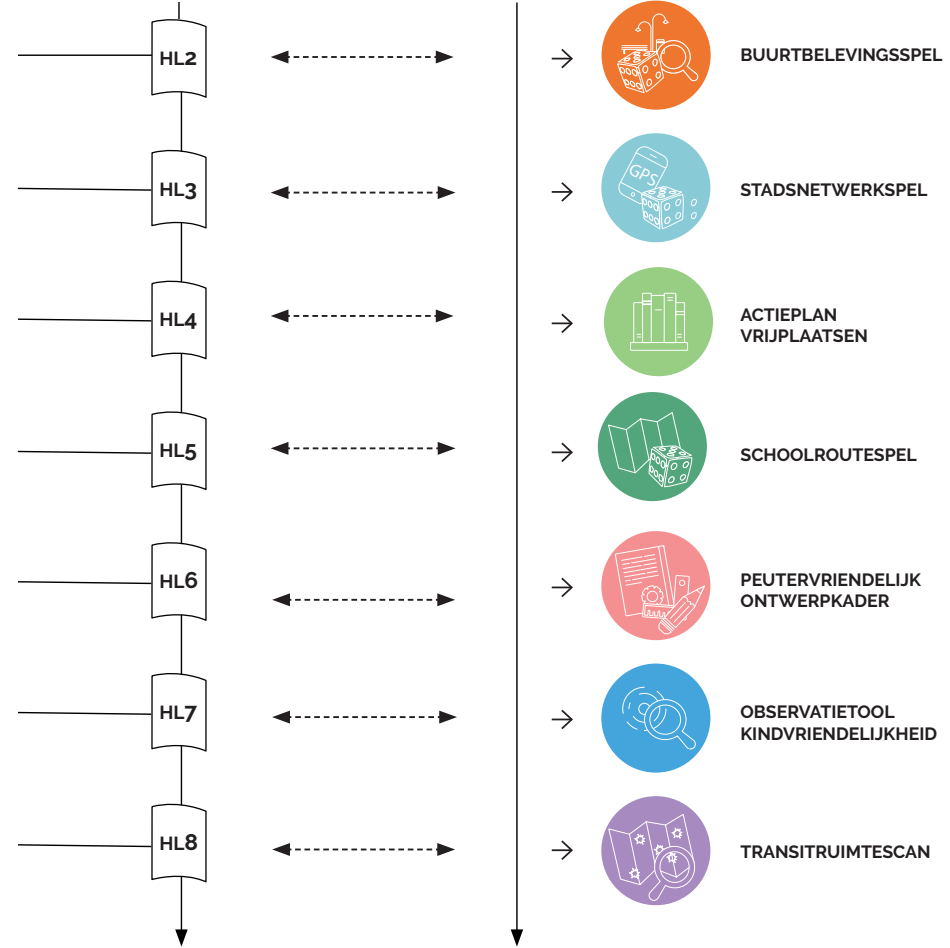 HL2
BUURTBELEVINGSSPEL
HL3
GPS
STADSNETWERKSPEL
HL4
ACTIEPLAN
VRIJPLAATSEN
HL5
SCHOOLROUTESPEL
HL6
PEUTERVRIENDELIJK
ONTWERPKADER
HL7
OBSERVATIETOOL
KINDVRIENDELIJKHEID
HL8
TRANSITRUIMTESCAN